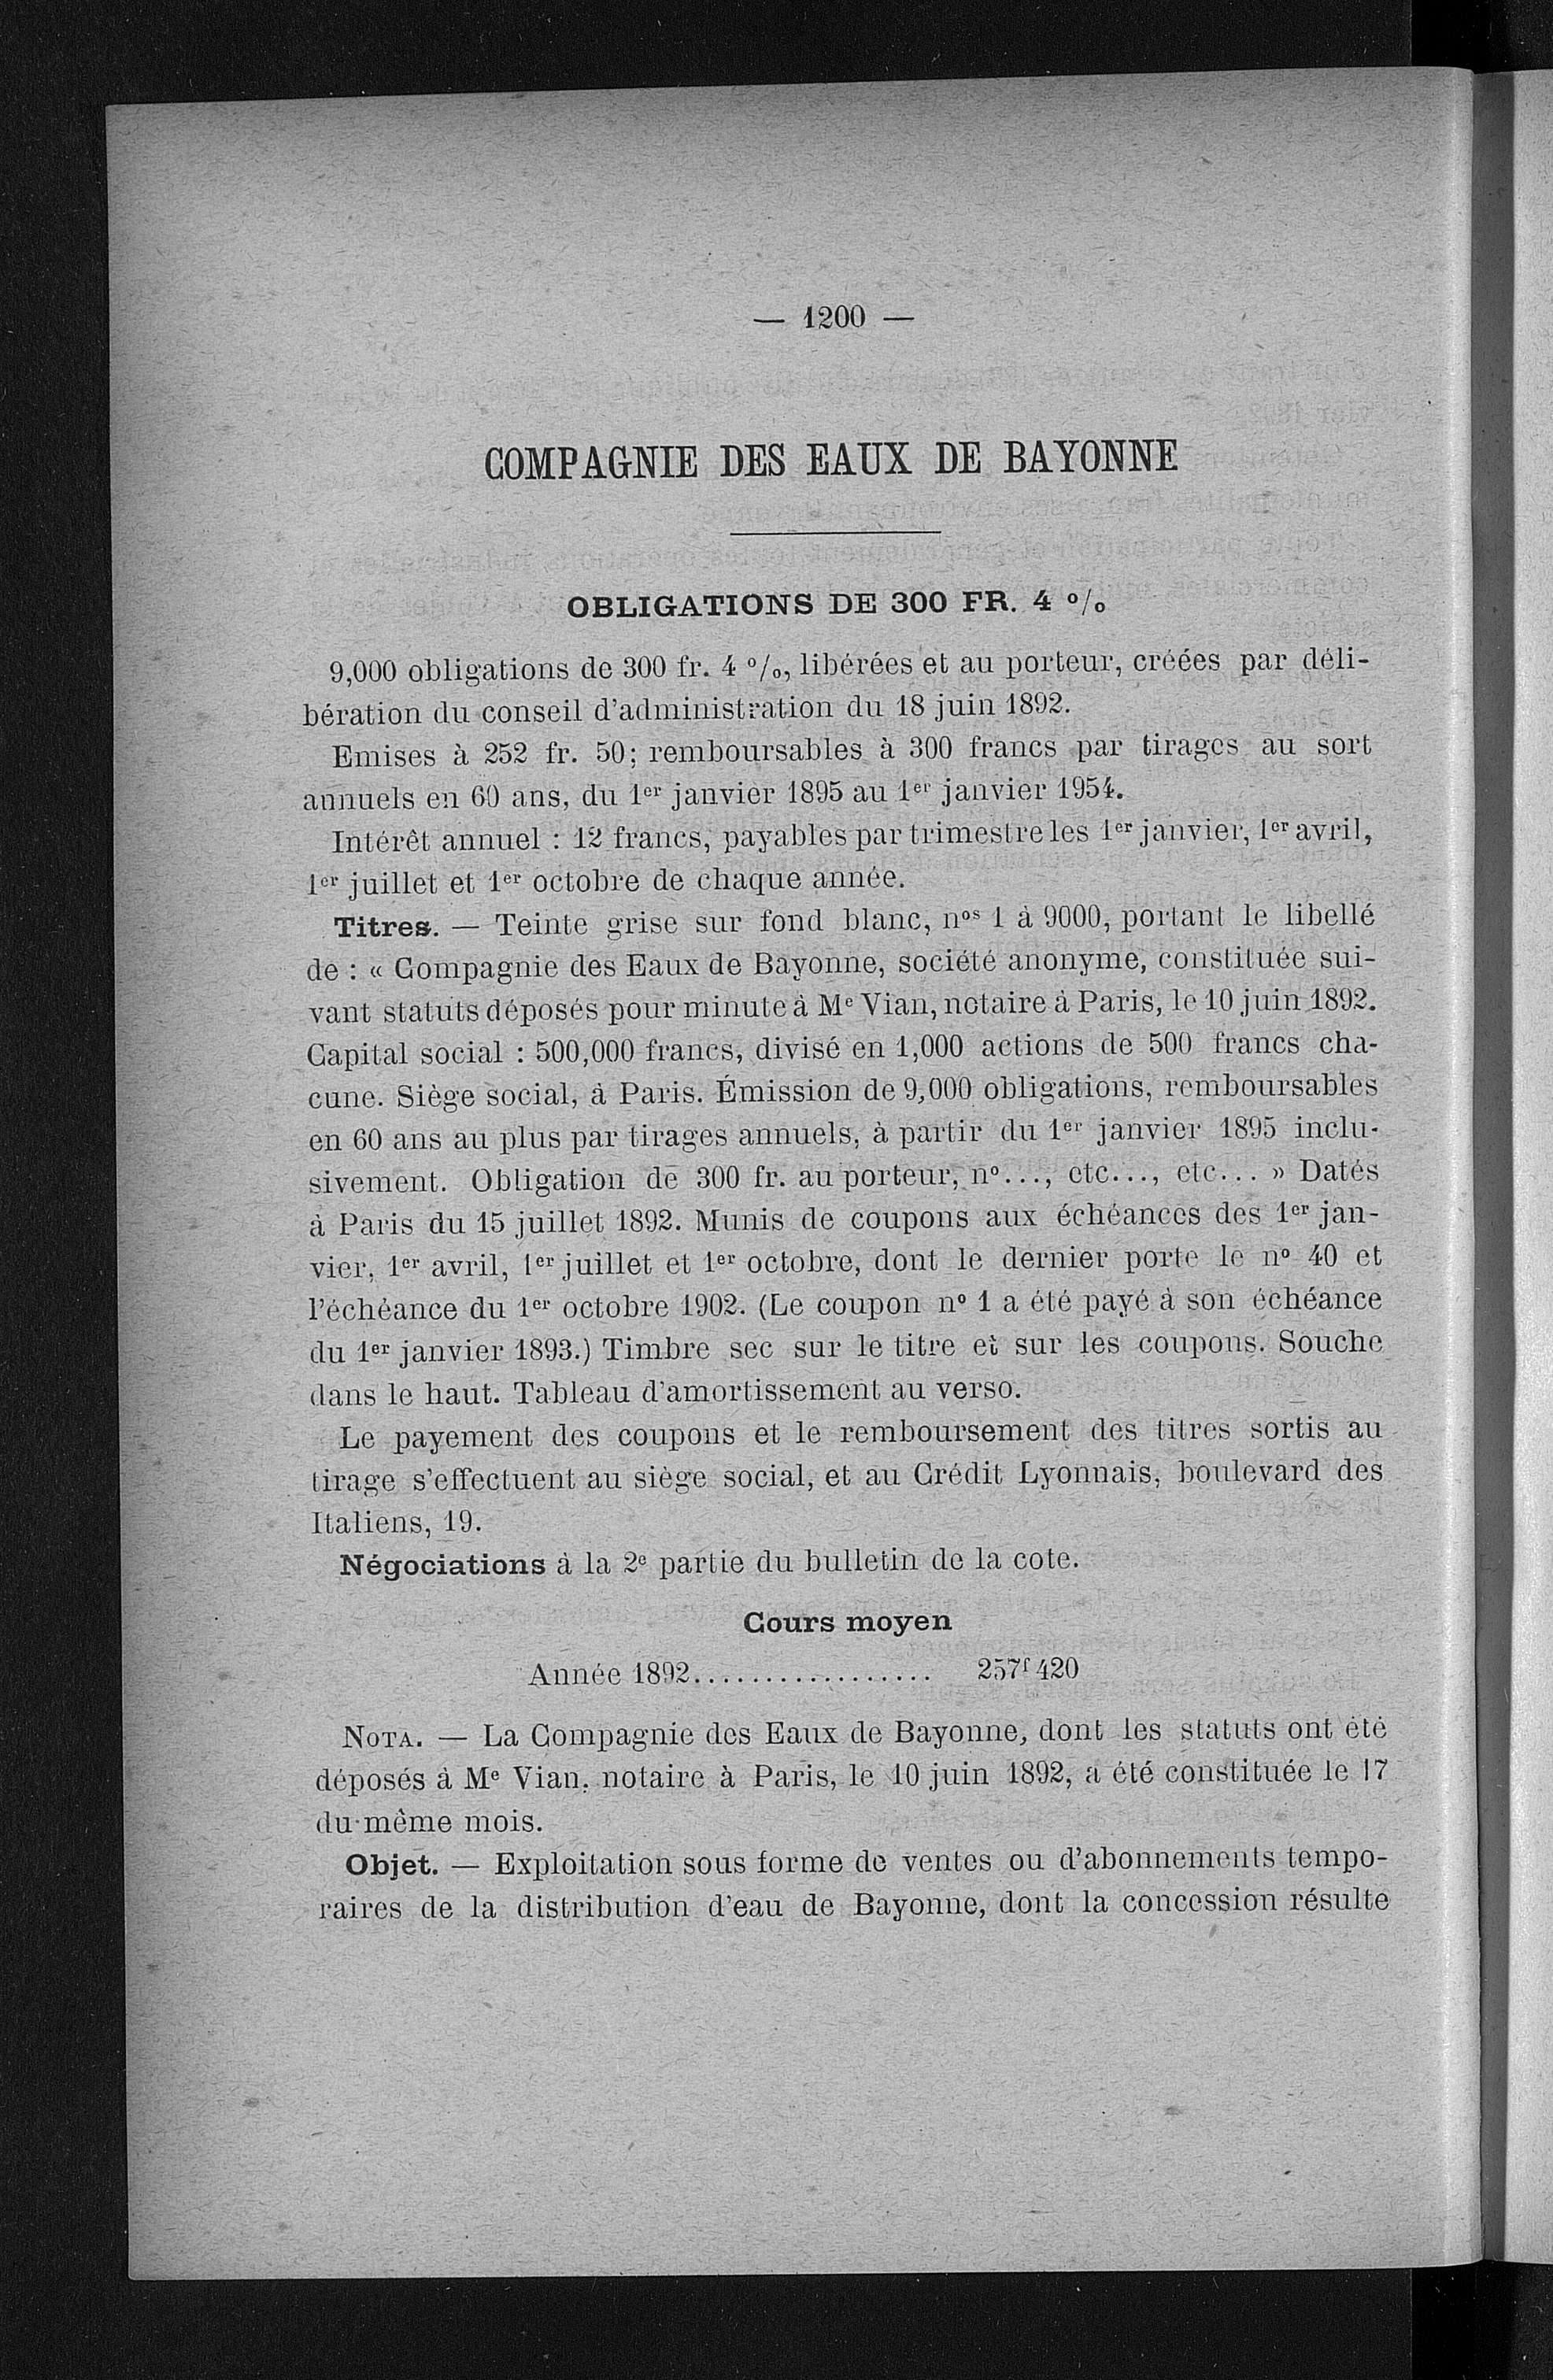 — 1200 —
COMPAGNIE DES EAUX DE BAYONNE
OBLIGATIONS DE 300 FR. 4 %
9,000 obligations de 300 fr. 4 %, libérées et au porteur, créées par déli-
bération du conseil d'administration du 18 juin 1892.
Emises à 252 fr. 50; remboursables à 300 francs par tirages au sort
annuels en 60 ans, du 1er janvier 1895 au 1er janvier 1954.
Intérêt annuel : 12 francs, payables par trimestre les 1er janvier, 1er avril,
1er juillet et 1er octobre de chaque année.
Titres. — Teinte grise sur fond blanc, nos 1 à 9000, portant le libellé
de : « Compagnie des Eaux de Bayonne, société anonyme, constituée sui-
vant statuts déposés pour minute à Me Vian, notaire à Paris, le 10 juin 1892.
Capital social : 500,000 francs, divisé en 1,000 actions de 500 francs cha-
cune. Siège social, à Paris. Émission de 9,000 obligations, remboursables
en 60 ans au plus par tirages annuels, à partir du 1er janvier 1895 inclu-
sivement. Obligation de 300 fr. au porteur, no..., etc..., etc... » Datés
à Paris du 15 juillet 1892. Munis de coupons aux échéances des 1er jan-
vier, 1er avril, 1er juillet et 1er octobre, dont le dernier porte le no 40 et
l'échéance du 1er octobre 1902. (Le coupon no 1 a été payé à son échéance
du 1er janvier 1893.) Timbre sec sur le titre et sur les coupons. Souche
dans le haut. Tableau d'amortissement au verso.
Le payement des coupons et le remboursement des titres sortis au
tirage s'effectuent au siège social, et au Crédit Lyonnais, boulevard des
Italiens, 19.
Négociations à la 2e partie du bulletin de la cote.
Cours moyen
Année 1892................. 257f 420
NOTA. — La Compagnie des Eaux de Bayonne, dont les statuts ont été
déposés à Me Vian, notaire à Paris, le 10 juin 1892, a été constituée le 17
du même mois.
Objet. — Exploitation sous forme de ventes ou d'abonnements tempo-
raires de la distribution d'eau de Bayonne, dont la concession résulte